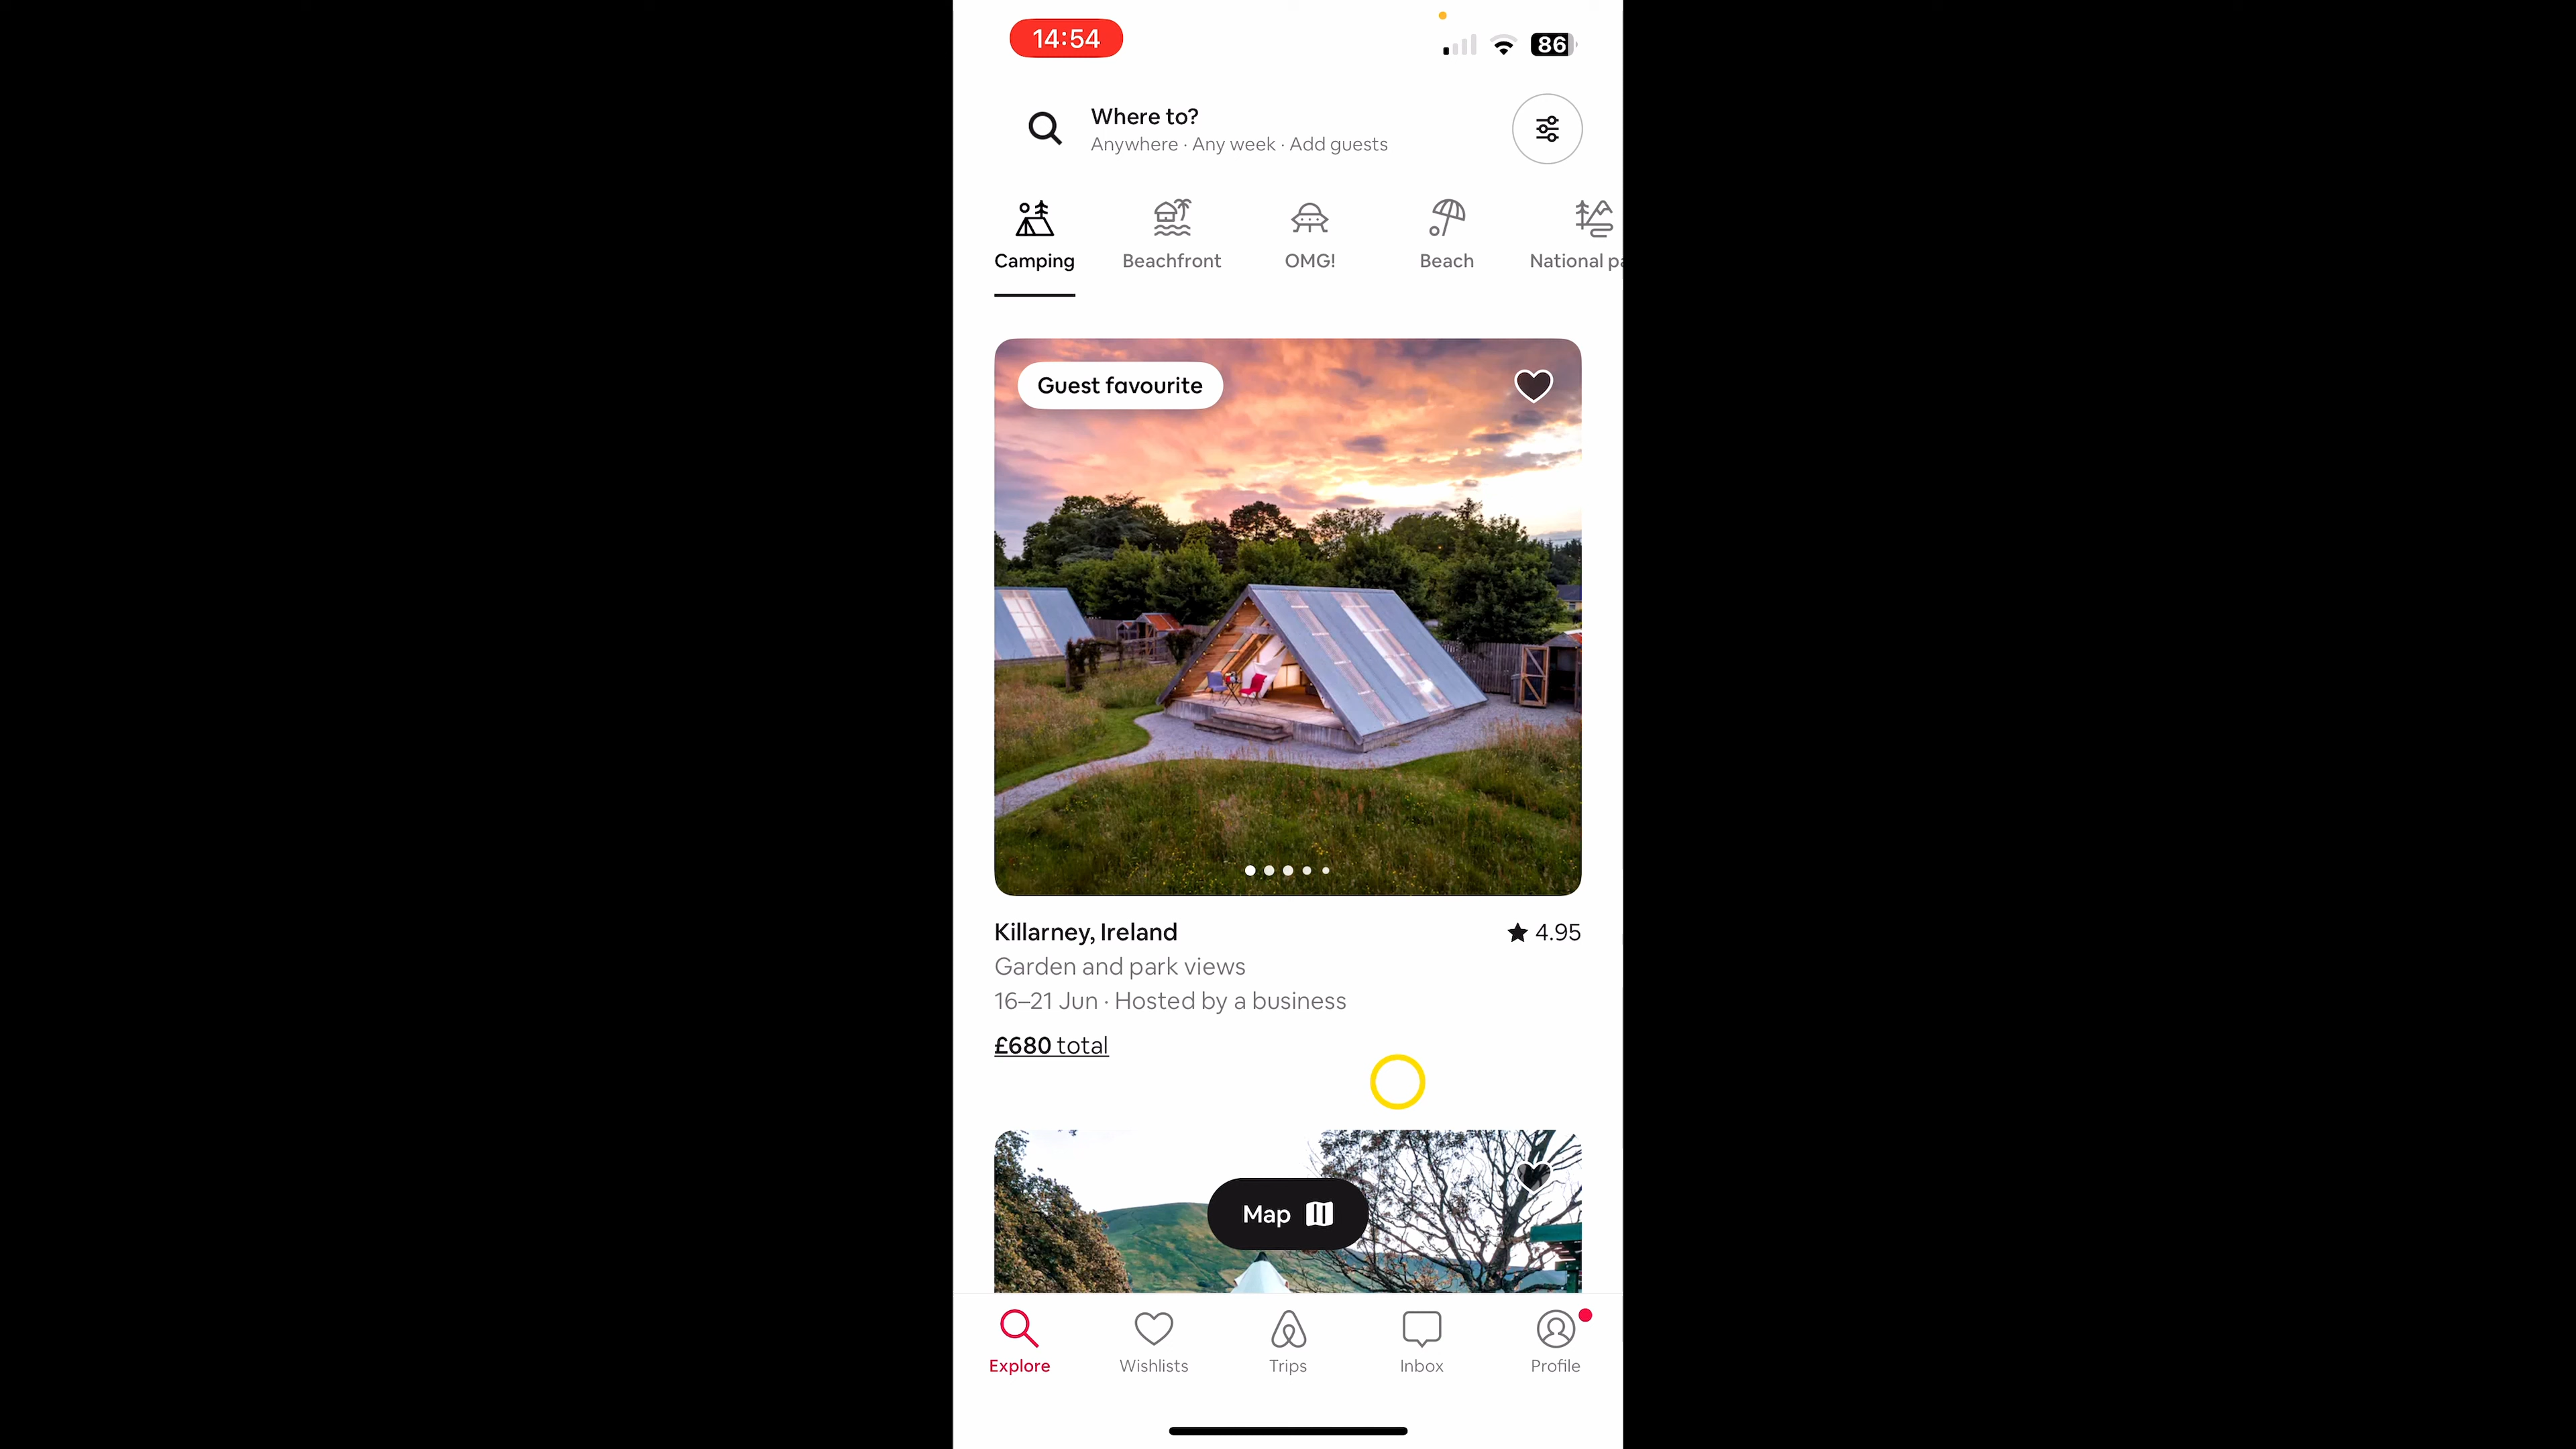 14:54
86
Where to?
Anywhere · Any week · Add guests
Camping
Beachfront
OMG!
Beach
National pa
Guest favourite
Killarney, Ireland
4.95
Garden and park views
16–21 Jun · Hosted by a business
£680 total
Map
Explore
Wishlists
Trips
Inbox
Profile